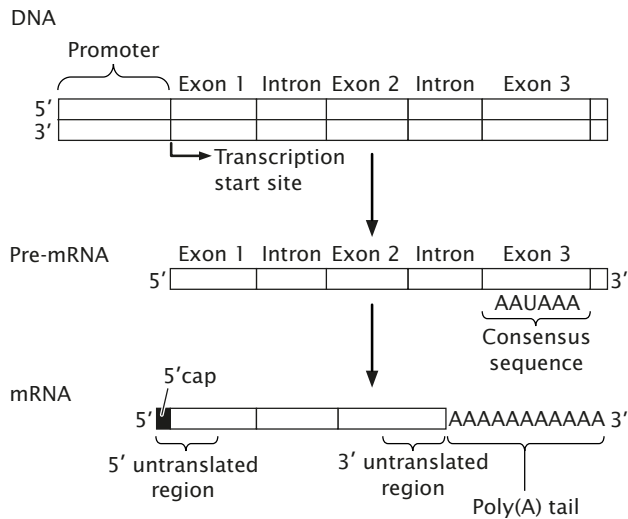 DNA
Promoter
Exon 1 Intron Exon 2 Intron Exon 3
5′
3′
Transcription
start site
Pre-mRNA
Exon 1 Intron Exon 2 Intron Exon 3
5′ 3′
AAUAAA
Consensus
sequence
5′cap
mRNA
5′ AAAAAAAAAAA 3′
5′ untranslated
region
3′ untranslated
region
Poly(A) tail